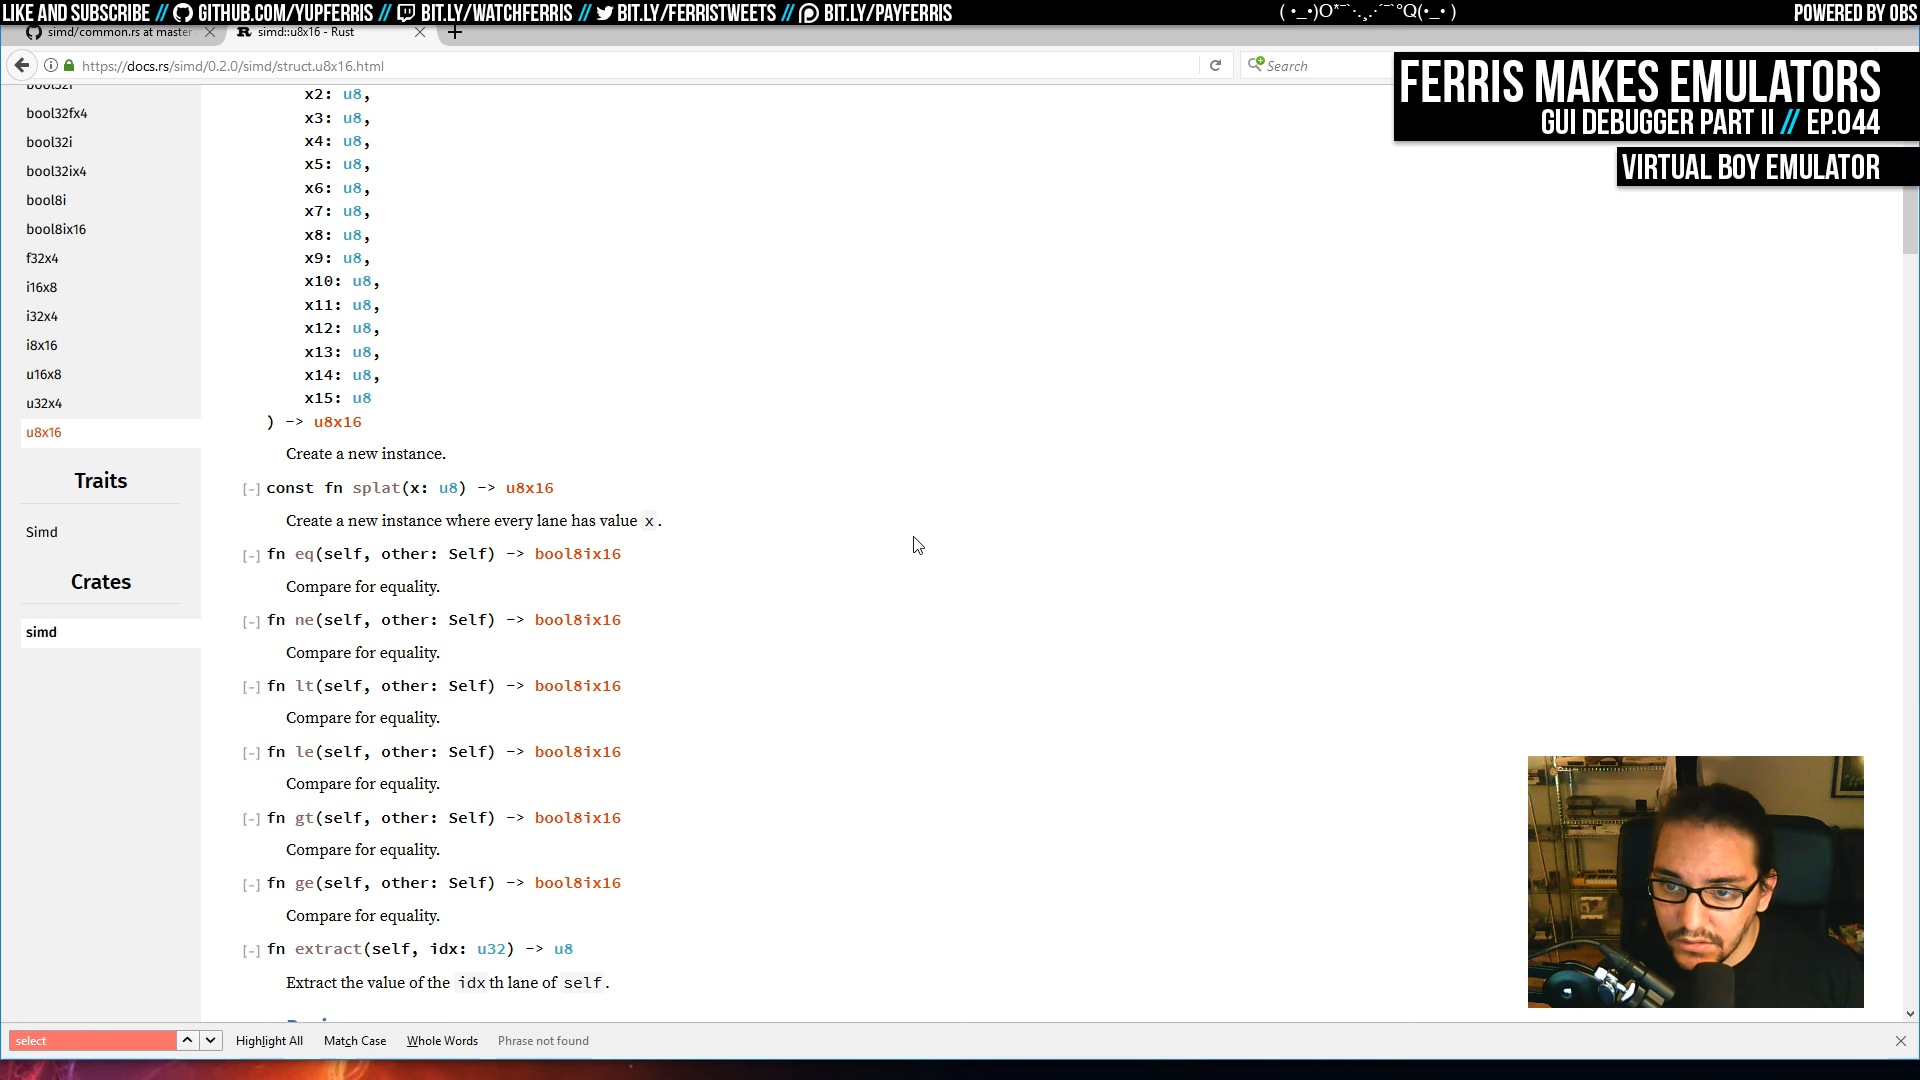 LIKE AND SUBSCRIBE // GITHUB.COM/YUPFERRIS // BIT.LY/WATCHFERRIS // BIT.LY/FERRISTWEETS // BIT.LY/PAYFERRIS
POWERED BY OBS
simd/common.rs at master
simd::u8x16 - Rust
https://docs.rs/simd/0.2.0/simd/struct.u8x16.html
Search
FERRIS MAKES EMULATORS
GUI DEBUGGER PART II // EP.044
VIRTUAL BOY EMULATOR
bool32fx4
bool32i
bool32ix4
bool8i
bool8ix16
f32x4
i16x8
i32x4
i8x16
u16x8
u32x4
u8x16
Traits
Simd
Crates
simd
x2: u8,
x3: u8,
x4: u8,
x5: u8,
x6: u8,
x7: u8,
x8: u8,
x9: u8,
x10: u8,
x11: u8,
x12: u8,
x13: u8,
x14: u8,
x15: u8
) -> u8x16
Create a new instance.
[-] const fn splat(x: u8) -> u8x16
Create a new instance where every lane has value x.
[-] fn eq(self, other: Self) -> bool8ix16
Compare for equality.
[-] fn ne(self, other: Self) -> bool8ix16
Compare for equality.
[-] fn lt(self, other: Self) -> bool8ix16
Compare for equality.
[-] fn le(self, other: Self) -> bool8ix16
Compare for equality.
[-] fn gt(self, other: Self) -> bool8ix16
Compare for equality.
[-] fn ge(self, other: Self) -> bool8ix16
Compare for equality.
[-] fn extract(self, idx: u32) -> u8
Extract the value of the idxth lane of self.
select
Highlight All
Match Case
Whole Words
Phrase not found